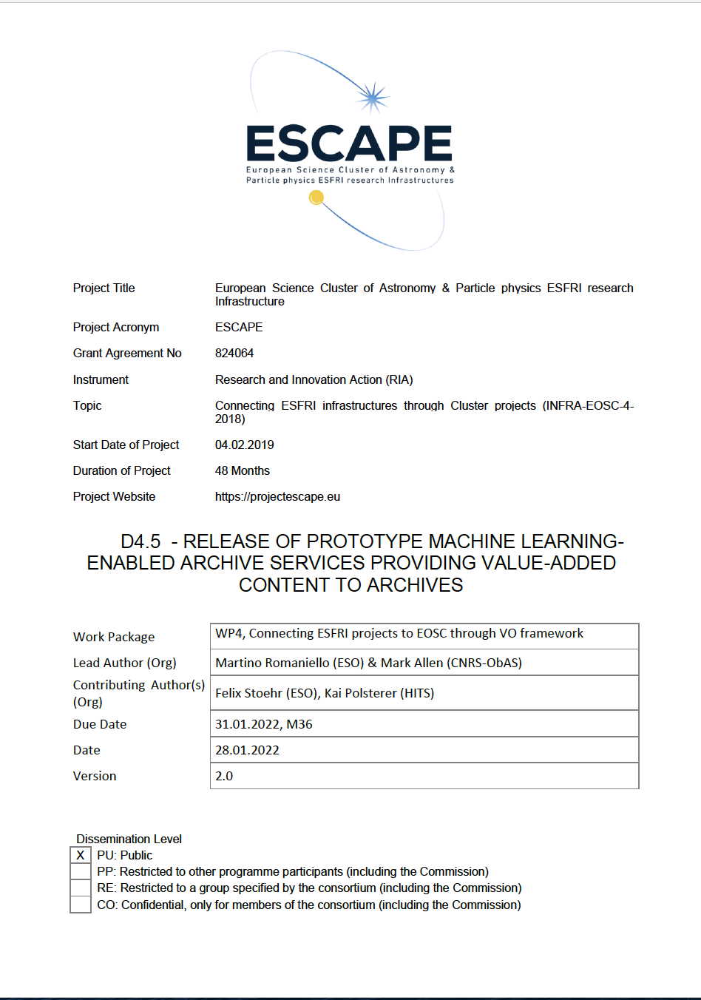 ESCAPE
European Science Cluster of Astronomy &
Particle physics ESFRI research Infrastructures
Project Title European Science Cluster of Astronomy & Particle physics ESFRI research
Infrastructure
Project Acronym ESCAPE
Grant Agreement No 824064
Instrument Research and Innovation Action (RIA)
Topic Connecting ESFRI infrastructures through Cluster projects (INFRA-EOSC-4-
2018)
Start Date of Project 04.02.2019
Duration of Project 48 Months
Project Website https://projectescape.eu
D4.5 - RELEASE OF PROTOTYPE MACHINE LEARNING-
ENABLED ARCHIVE SERVICES PROVIDING VALUE-ADDED
CONTENT TO ARCHIVES
Work Package WP4, Connecting ESFRI projects to EOSC through VO framework
Lead Author (Org) Martino Romaniello (ESO) & Mark Allen (CNRS-ObAS)
Contributing Author(s)
(Org) Felix Stoehr (ESO), Kai Polsterer (HITS)
Due Date 31.01.2022, M36
Date 28.01.2022
Version 2.0
Dissemination Level
X PU: Public
PP: Restricted to other programme participants (including the Commission)
RE: Restricted to a group specified by the consortium (including the Commission)
CO: Confidential, only for members of the consortium (including the Commission)